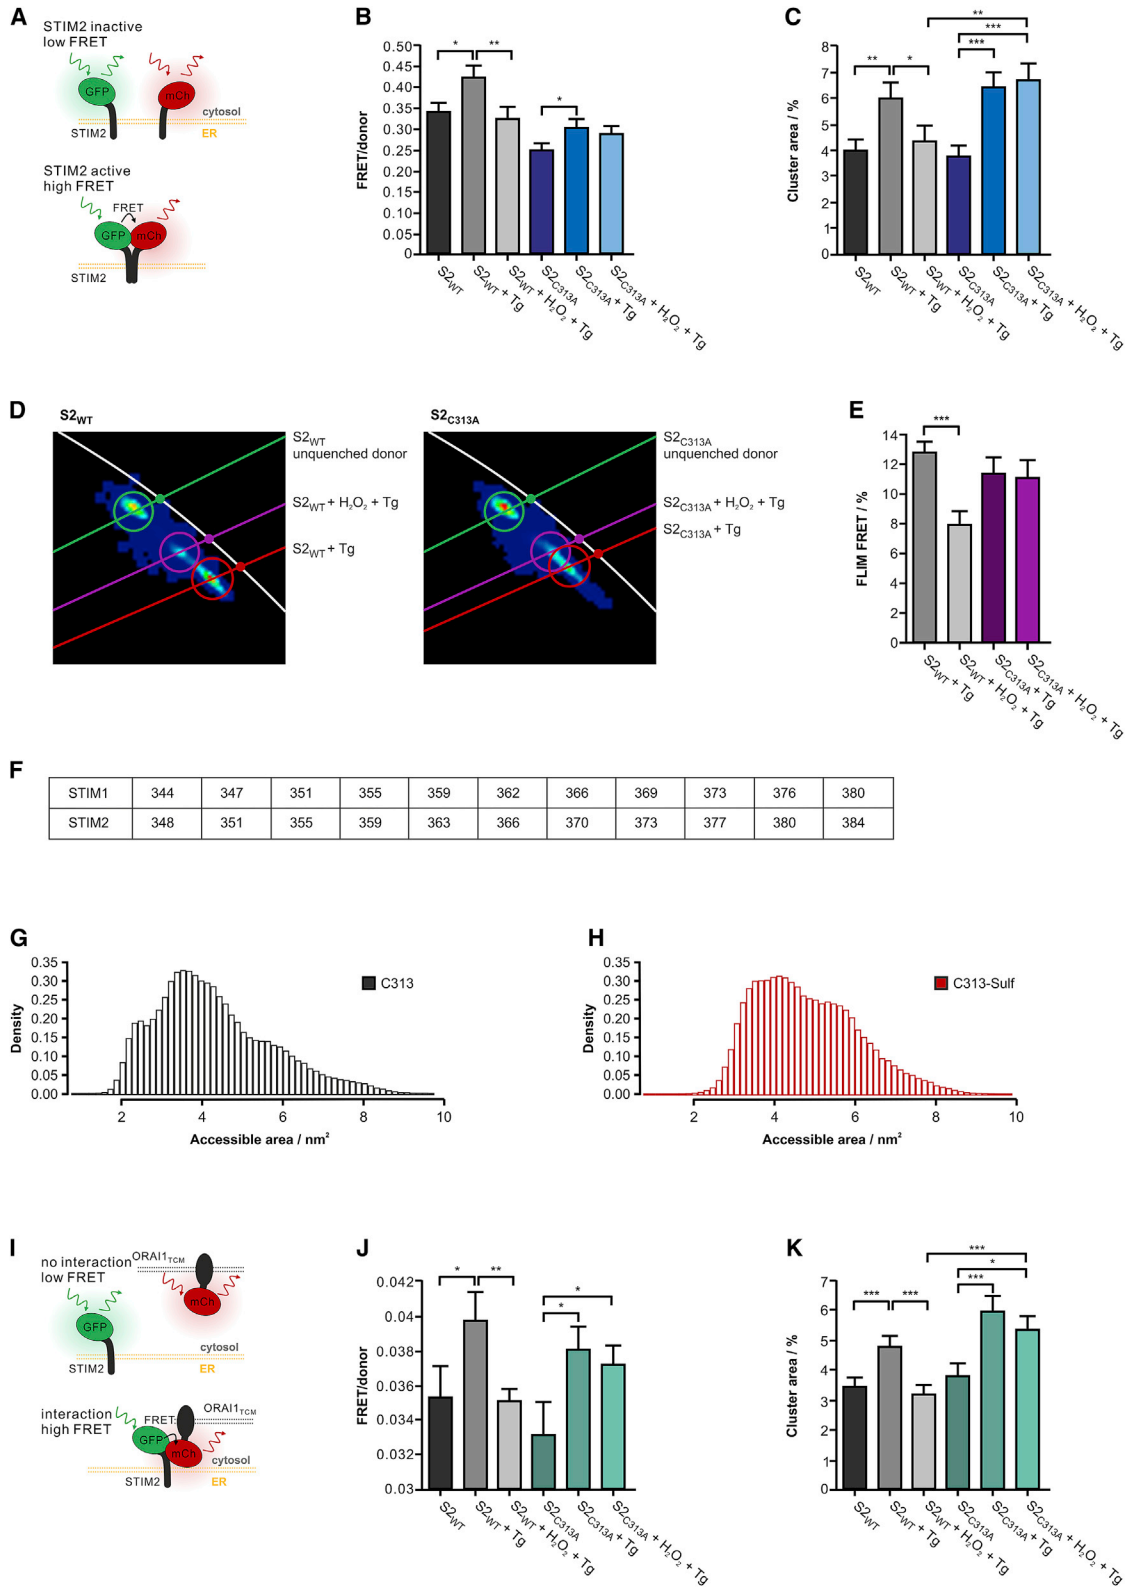 A
STIM2 inactive
low FRET
GFP
mCh
cytosol
STIM2
ER
STIM2 active
high FRET
FRET
GFP
mCh
STIM2
B
FRET/donor
0.50
0.45
0.40
0.35
0.30
0.25
0.20
0.15
0.10
0.05
0
*
**
*
S2WT
S2WT + Tg
S2WT + H2O2 + Tg
S2C313A
S2C313A + Tg
S2C313A + H2O2 + Tg
C
Cluster area / %
8
7
6
5
4
3
2
1
0
**
***
***
**
*
S2WT
S2WT + Tg
S2WT + H2O2 + Tg
S2C313A
S2C313A + Tg
S2C313A + H2O2 + Tg
D
S2WT
S2WT
unquenched donor
S2WT + H2O2 + Tg
S2WT + Tg
S2C313A
S2C313A
unquenched donor
S2C313A + H2O2 + Tg
S2C313A + Tg
E
FLIM FRET / %
14
12
10
8
6
4
2
0
***
S2WT + Tg
S2WT + H2O2 + Tg
S2C313A + Tg
S2C313A + H2O2 + Tg
F
STIM1 344 347 351 355 359 362 366 369 373 376 380
STIM2 348 351 355 359 363 366 370 373 377 380 384
G
Density
0.35
0.30
0.25
0.20
0.15
0.10
0.05
0.00
C313
2 4 6 8 10
Accessible area / nm²
H
Density
0.35
0.30
0.25
0.20
0.15
0.10
0.05
0.00
C313-Sulf
2 4 6 8 10
Accessible area / nm²
I
no interaction
low FRET
ORAI1TCM
mCh
GFP
cytosol
STIM2
ER
interaction
high FRET
ORAI1TCM
FRET
GFP
mCh
cytosol
STIM2
ER
J
FRET/donor
0.042
0.04
0.038
0.036
0.034
0.032
0.03
*
**
*
*
S2WT
S2WT + Tg
S2WT + H2O2 + Tg
S2C313A
S2C313A + Tg
S2C313A + H2O2 + Tg
K
Cluster area / %
7
6
5
4
3
2
1
0
***
*
***
***
***
S2WT
S2WT + Tg
S2WT + H2O2 + Tg
S2C313A
S2C313A + Tg
S2C313A + H2O2 + Tg